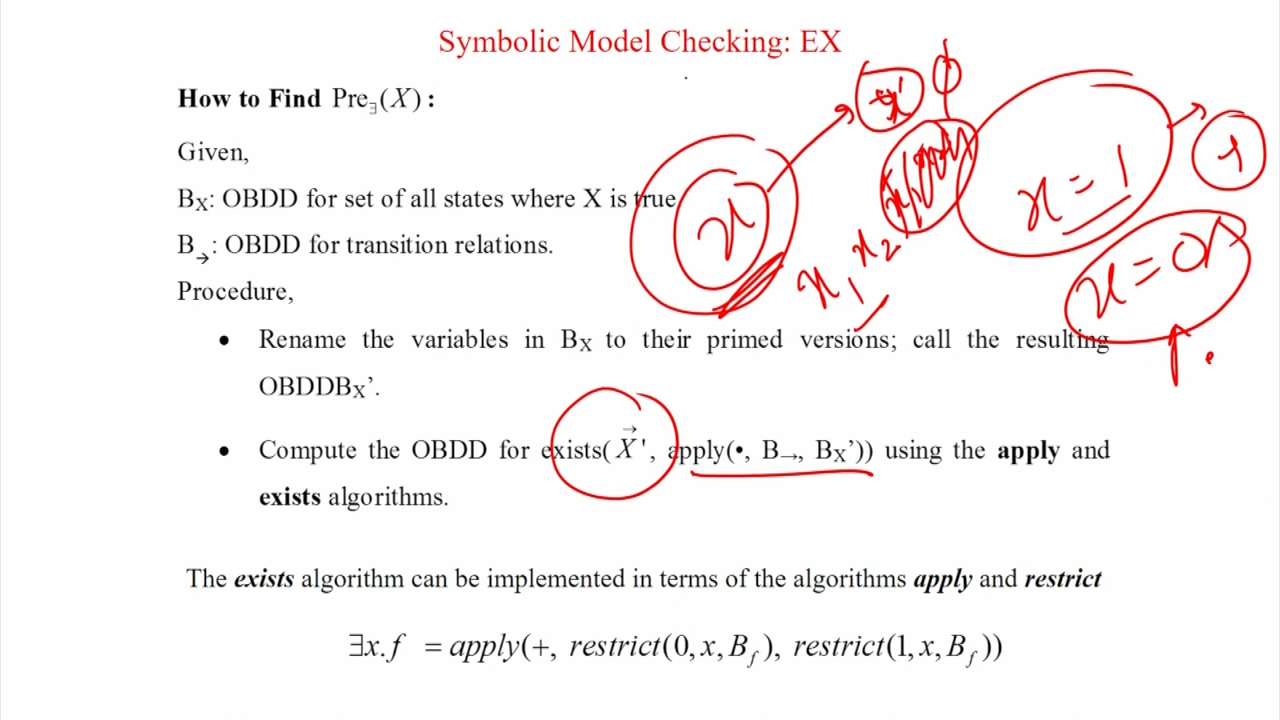 Symbolic Model Checking: EX
How to Find Pre∃(X) :
Given,
BX: OBDD for set of all states where X is true
B→: OBDD for transition relations.
Procedure,
• Rename the variables in BX to their primed versions; call the resulting
OBDDBX’.
• Compute the OBDD for exists( X⃗ ', apply(•, B→, BX’)) using the apply and
exists algorithms.
The exists algorithm can be implemented in terms of the algorithms apply and restrict
∃x.f = apply(+, restrict(0, x, Bf), restrict(1, x, Bf))
x
x'
x1 x2
x = 1
x = 0